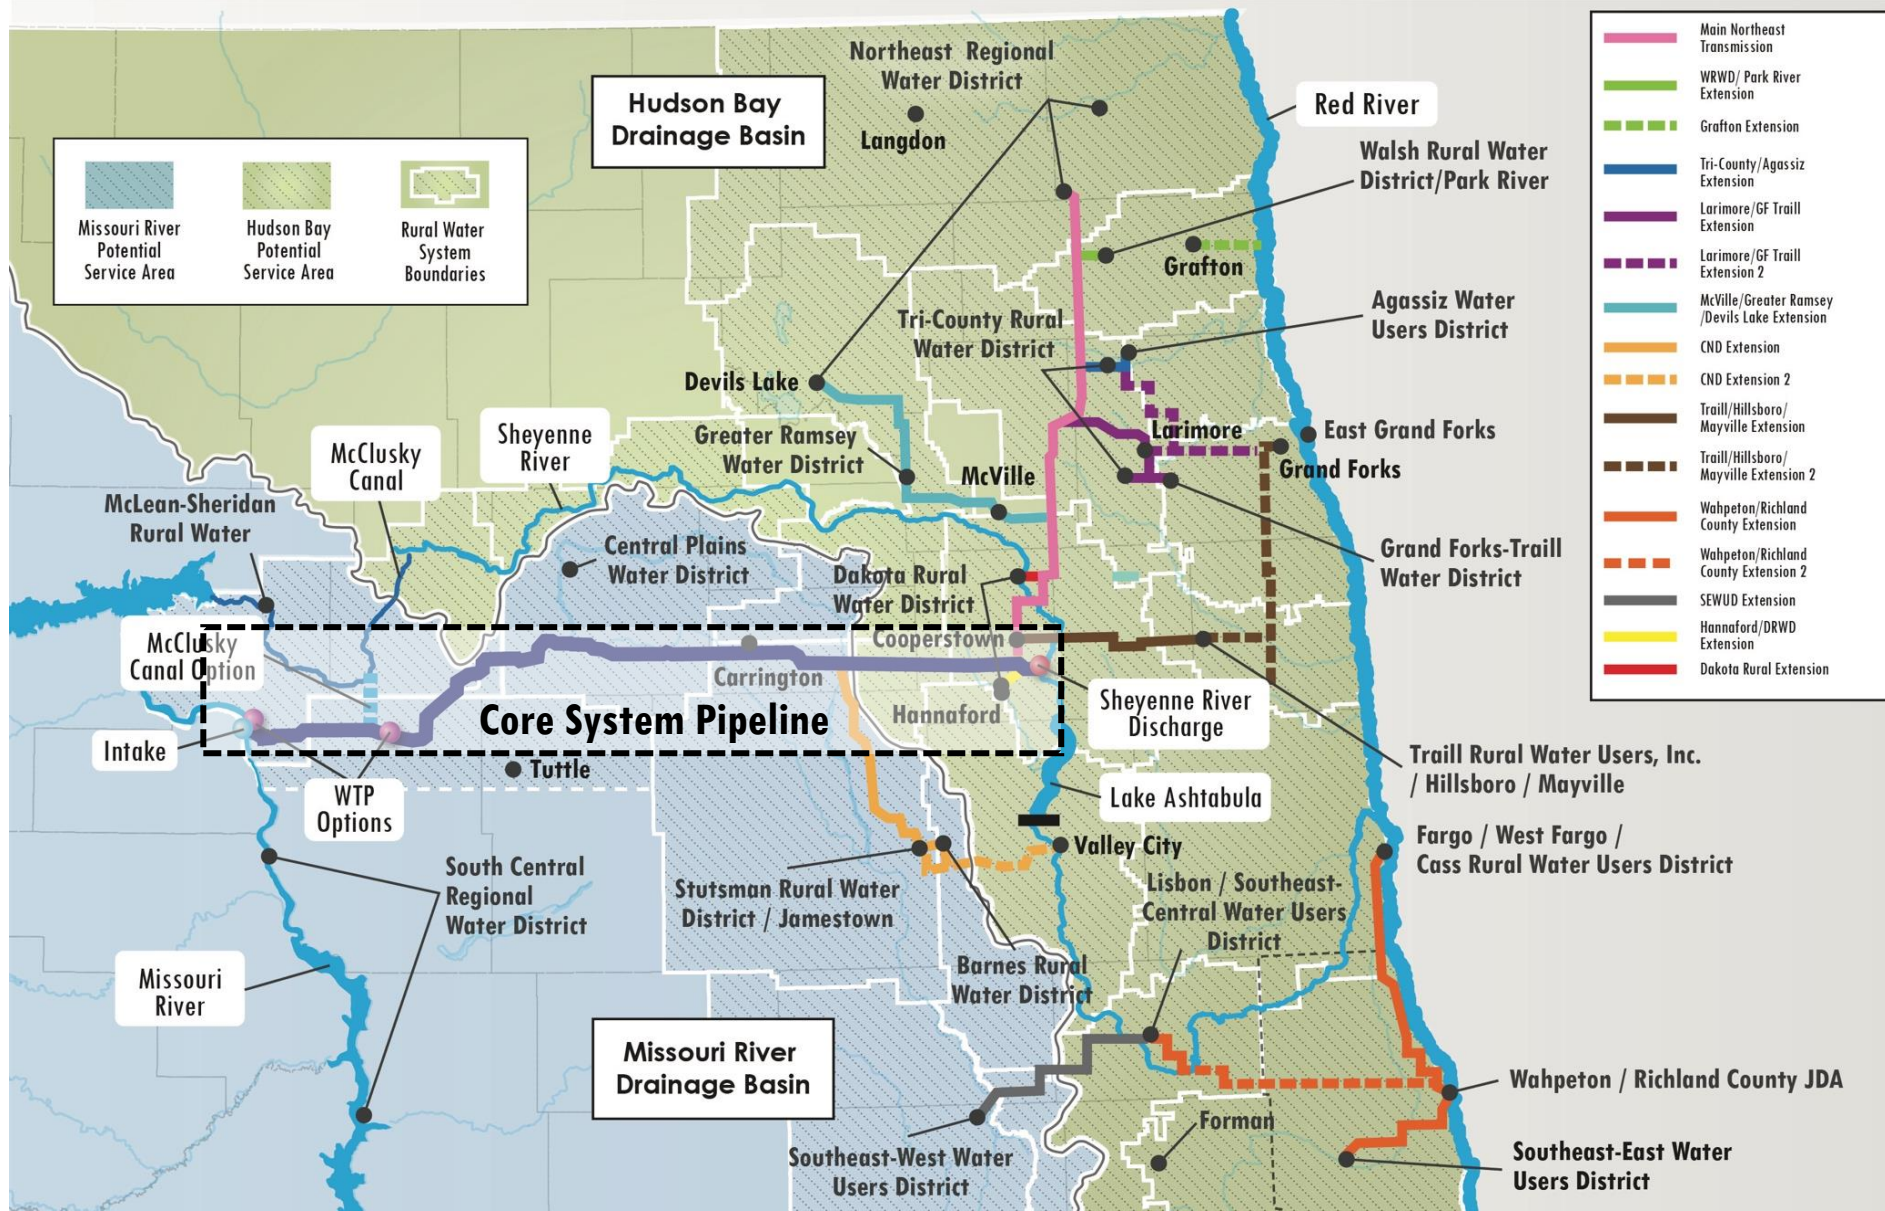 Hudson Bay
Drainage Basin
Northeast Regional
Water District
Langdon
Red River
Walsh Rural Water
District/Park River
Grafton
Missouri River
Potential
Service Area
Hudson Bay
Potential
Service Area
Rural Water
System
Boundaries
Agassiz Water
Users District
Tri-County Rural
Water District
Devils Lake
Sheyenne
River
McClusky
Canal
Greater Ramsey
Water District
McVille
Larimore
East Grand Forks
Grand Forks
McLean-Sheridan
Rural Water
Central Plains
Water District
Dakota Rural
Water District
Grand Forks-Traill
Water District
McClusky
Canal Option
Cooperstown
Carrington
Hannaford
Core System Pipeline
Sheyenne River
Discharge
Intake
Tuttle
WTP
Options
Lake Ashtabula
Traill Rural Water Users, Inc.
/ Hillsboro / Mayville
Valley City
Fargo / West Fargo /
Cass Rural Water Users District
South Central
Regional
Water District
Stutsman Rural Water
District / Jamestown
Lisbon / Southeast-
Central Water Users
District
Barnes Rural
Water District
Missouri
River
Missouri River
Drainage Basin
Wahpeton / Richland County JDA
Forman
Southeast-West Water
Users District
Southeast-East Water
Users District
Main Northeast
Transmission
WRWD/ Park River
Extension
Grafton Extension
Tri-County/Agassiz
Extension
Larimore/GF Traill
Extension
Larimore/GF Traill
Extension 2
McVille/Greater Ramsey
/Devils Lake Extension
CND Extension
CND Extension 2
Traill/Hillsboro/
Mayville Extension
Traill/Hillsboro/
Mayville Extension 2
Wahpeton/Richland
County Extension
Wahpeton/Richland
County Extension 2
SEWUD Extension
Hannaford/DRWD
Extension
Dakota Rural Extension